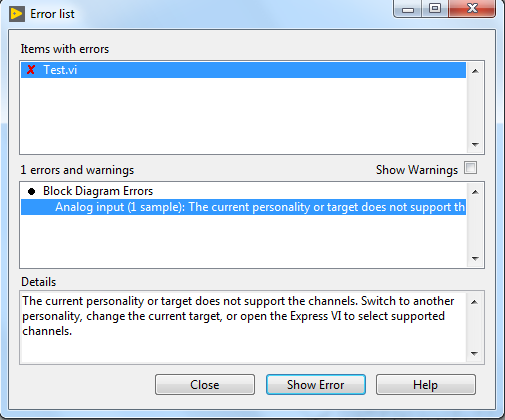 Error list
Items with errors
Test.vi
1 errors and warnings
Show Warnings
Block Diagram Errors
Analog input (1 sample): The current personality or target does not support th
Details
The current personality or target does not support the channels. Switch to another
personality, change the current target, or open the Express VI to select supported
channels.
Close
Show Error
Help